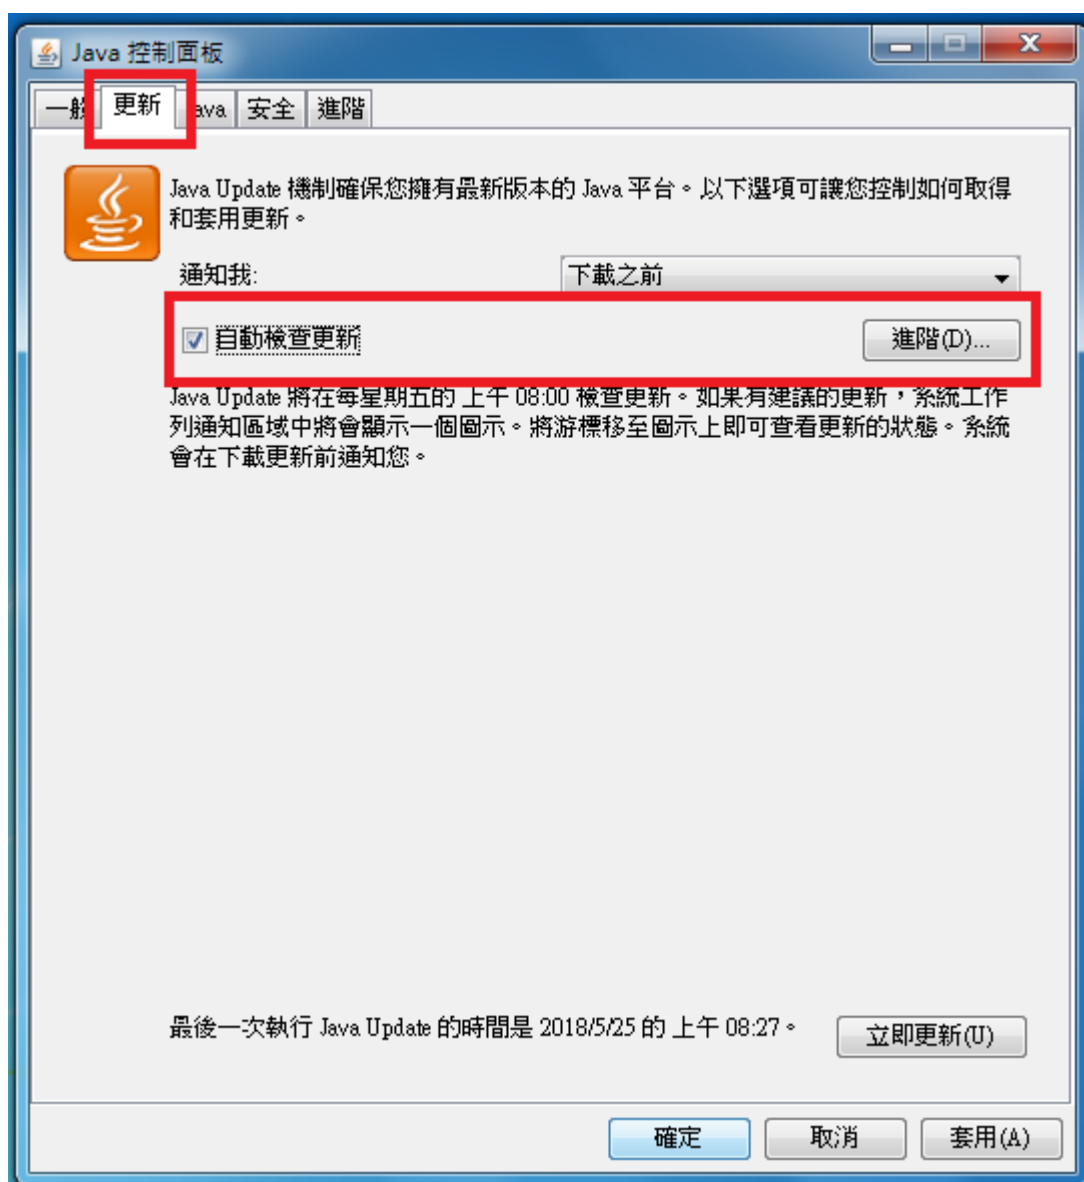 Java 控制面板
一般 更新 ava 安全 進階
Java Update 機制確保您擁有最新版本的 Java 平台。以下選項可讓您控制如何取得
和套用更新。
通知我: 下載之前
自動檢查更新 進階(D)...
Java Update 將在每星期五的 上午 08:00 檢查更新。如果有建議的更新，系統工作
列通知區域中將會顯示一個圖示。將游標移至圖示上即可查看更新的狀態。系統
會在下載更新前通知您。
最後一次執行 Java Update 的時間是 2018/5/25 的 上午 08:27。 立即更新(U)
確定 取消 套用(A)